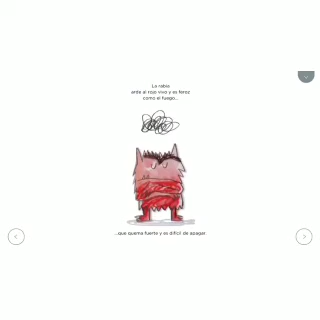 La rabia
arde al rojo vivo y es feroz
como el fuego...
...que quema fuerte y es difícil de apagar.